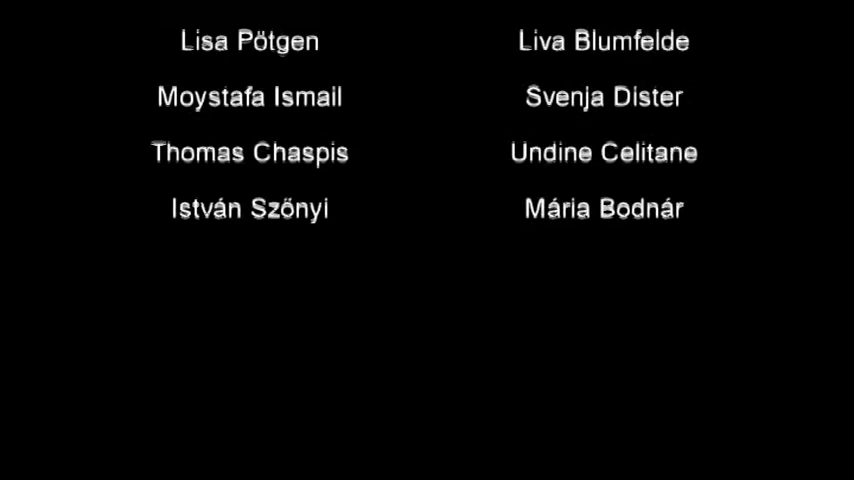 Lisa Pötgen Liva Blumfelde
Moystafa Ismail Svenja Dister
Thomas Chaspis Undine Celitane
István Szőnyi Mária Bodnár